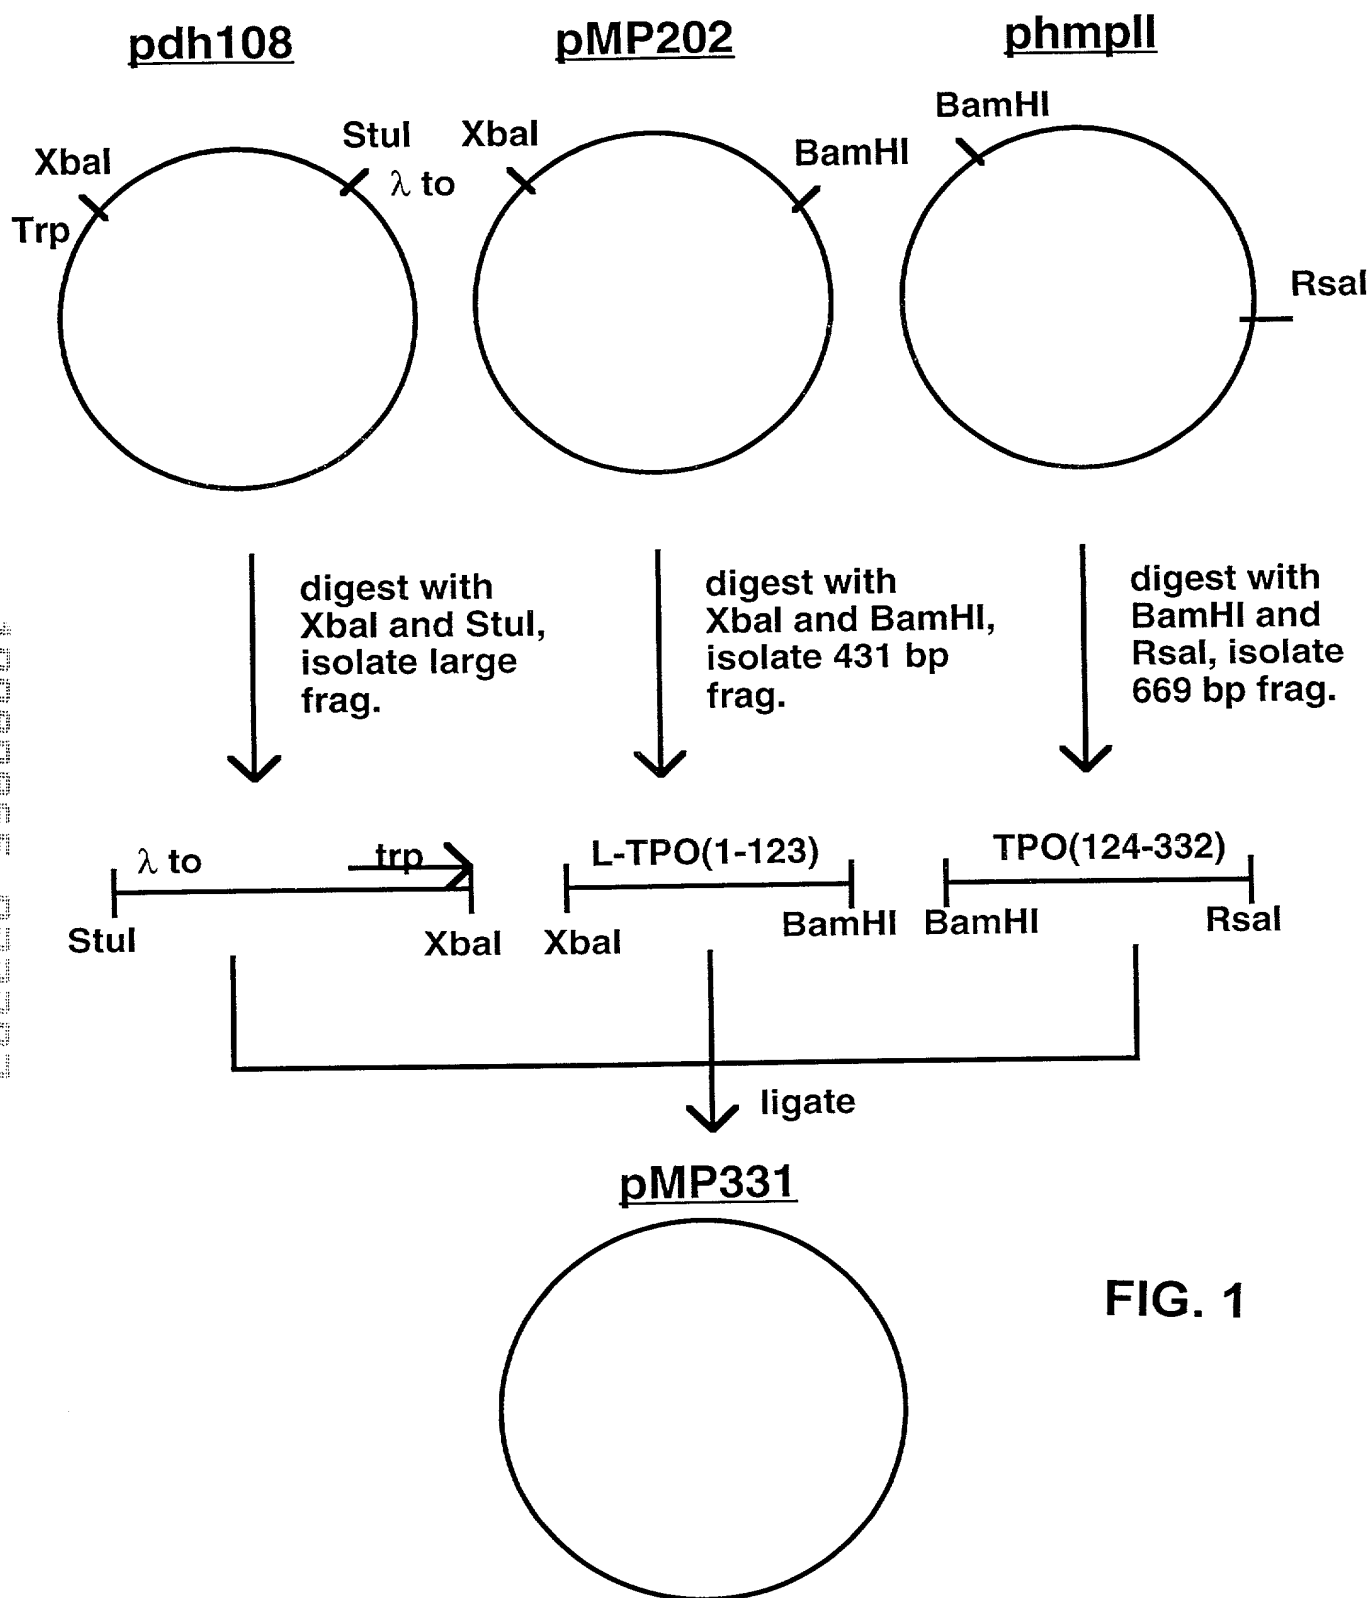 pdh108
pMP202
phmpII
XbaI
StuI
λ to
Trp
XbaI
BamHI
BamHI
RsaI
digest with
XbaI and StuI,
isolate large
frag.
digest with
XbaI and BamHI,
isolate 431 bp
frag.
digest with
BamHI and
RsaI, isolate
669 bp frag.
λ to
trp
StuI
XbaI
L-TPO(1-123)
XbaI
BamHI
TPO(124-332)
BamHI
RsaI
ligate
pMP331
FIG. 1